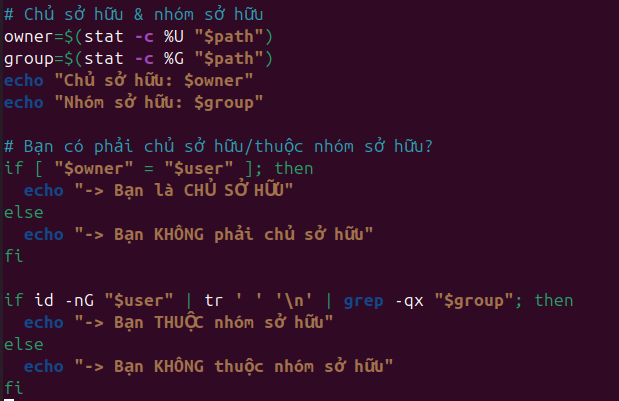 # Chủ sở hữu & nhóm sở hữu
owner=$(stat -c %U "$path")
group=$(stat -c %G "$path")
echo "Chủ sở hữu: $owner"
echo "Nhóm sở hữu: $group"

# Bạn có phải chủ sở hữu/thuộc nhóm sở hữu?
if [ "$owner" = "$user" ]; then
  echo "-> Bạn là CHỦ SỞ HỮU"
else
  echo "-> Bạn KHÔNG phải chủ sở hữu"
fi

if id -nG "$user" | tr ' ' '\n' | grep -qx "$group"; then
  echo "-> Bạn THUỘC nhóm sở hữu"
else
  echo "-> Bạn KHÔNG thuộc nhóm sở hữu"
fi